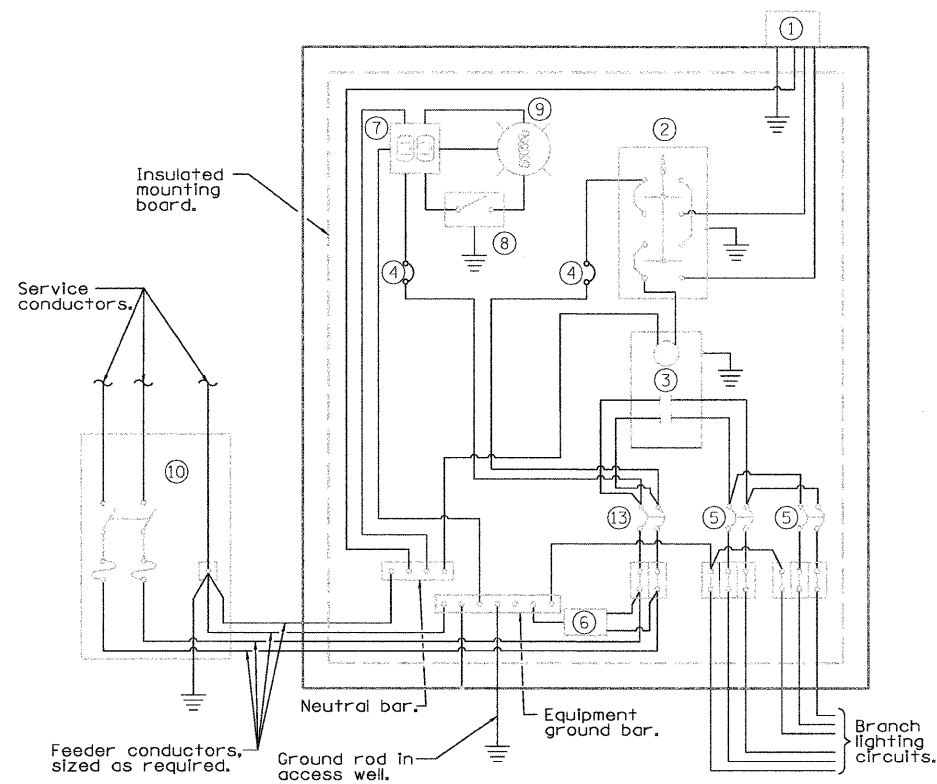 1
2
9
7
Insulated
mounting
board.
8
4
4
Service
conductors.
3
10
13
5
5
6
Neutral bar.
Equipment
ground bar.
Feeder conductors,
sized as required.
Ground rod in
access well.
Branch
lighting
circuits.